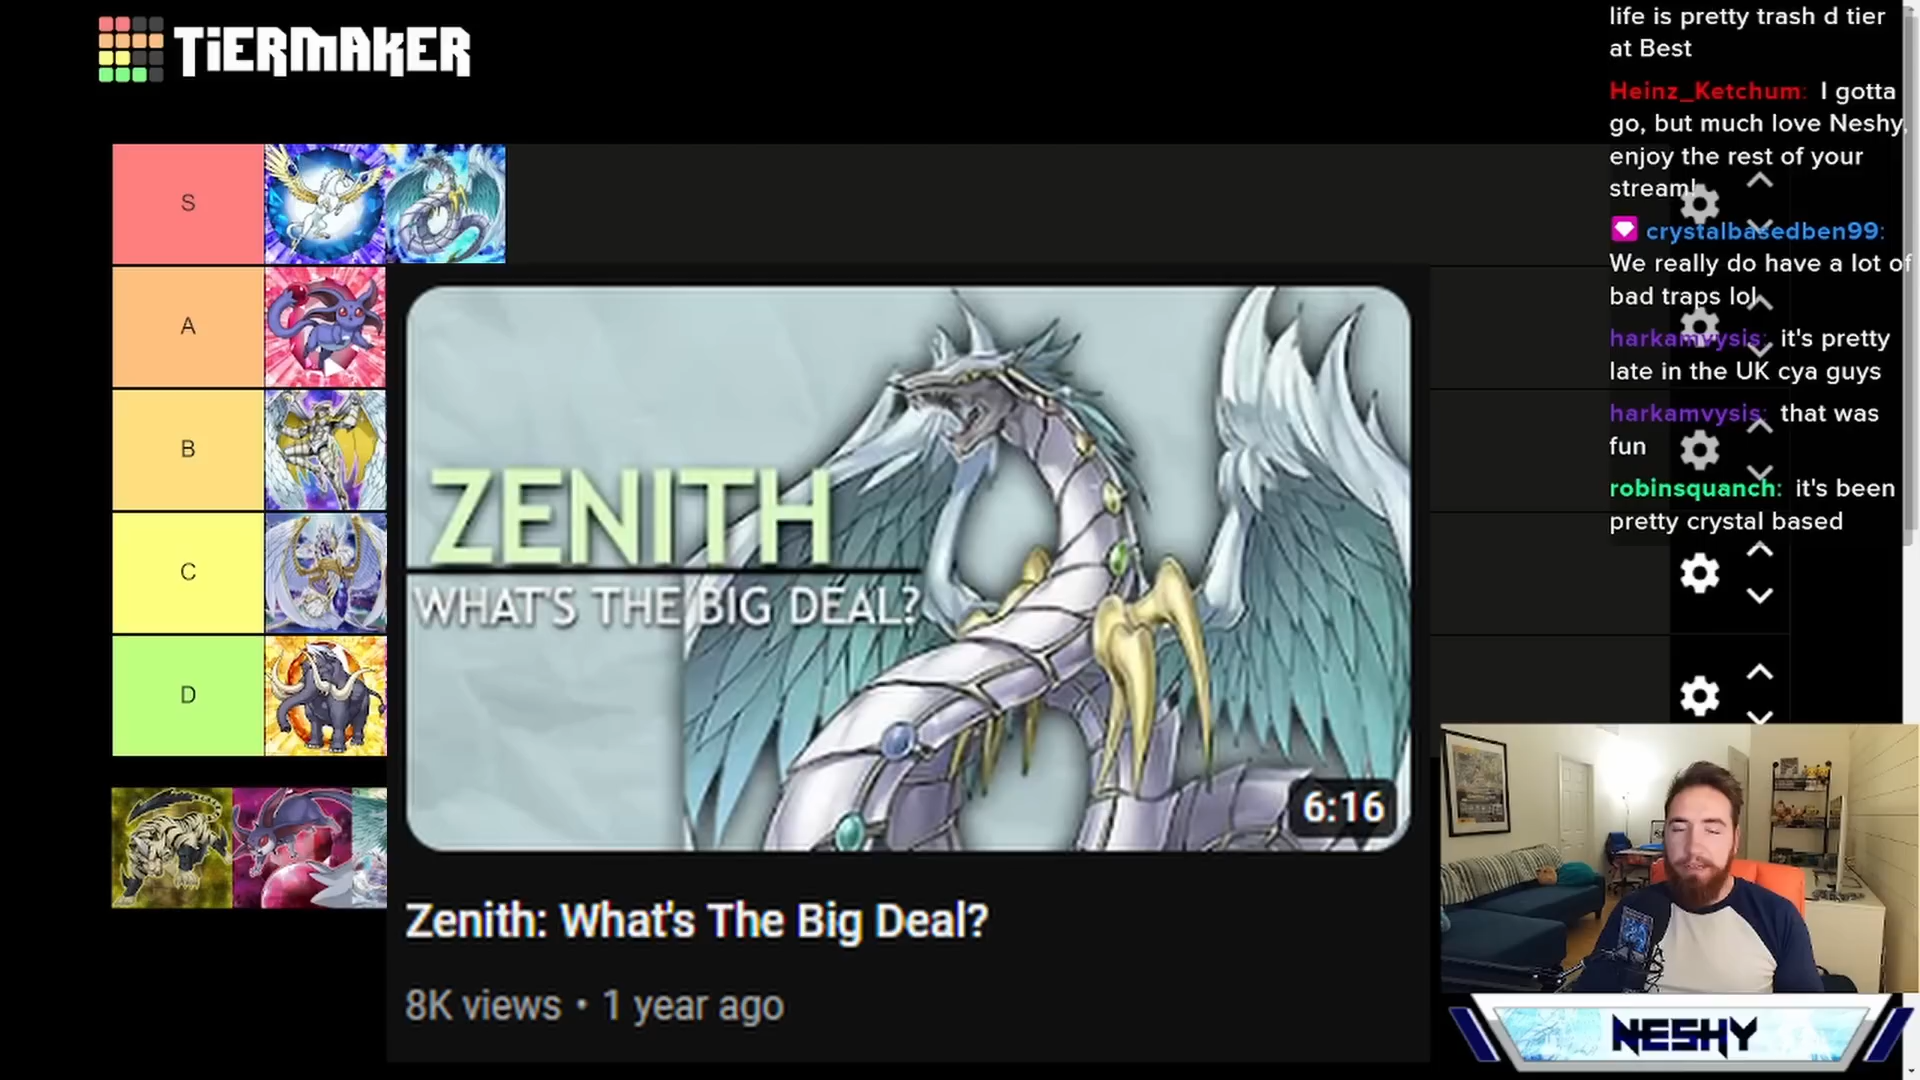 TIERMAKER
S
A
B
C
D
ZENITH
WHAT'S THE BIG DEAL?
6:16
Zenith: What's The Big Deal?
8K views • 1 year ago
life is pretty trash d tier
at Best
Heinz_Ketchum: I gotta
go, but much love Neshy,
enjoy the rest of your
stream!
crystalbasedben99:
We really do have a lot of
bad traps lol
harkamvysis: it's pretty
late in the UK cya guys
harkamvysis: that was
fun
robinsquanch: it's been
pretty crystal based
NESHY